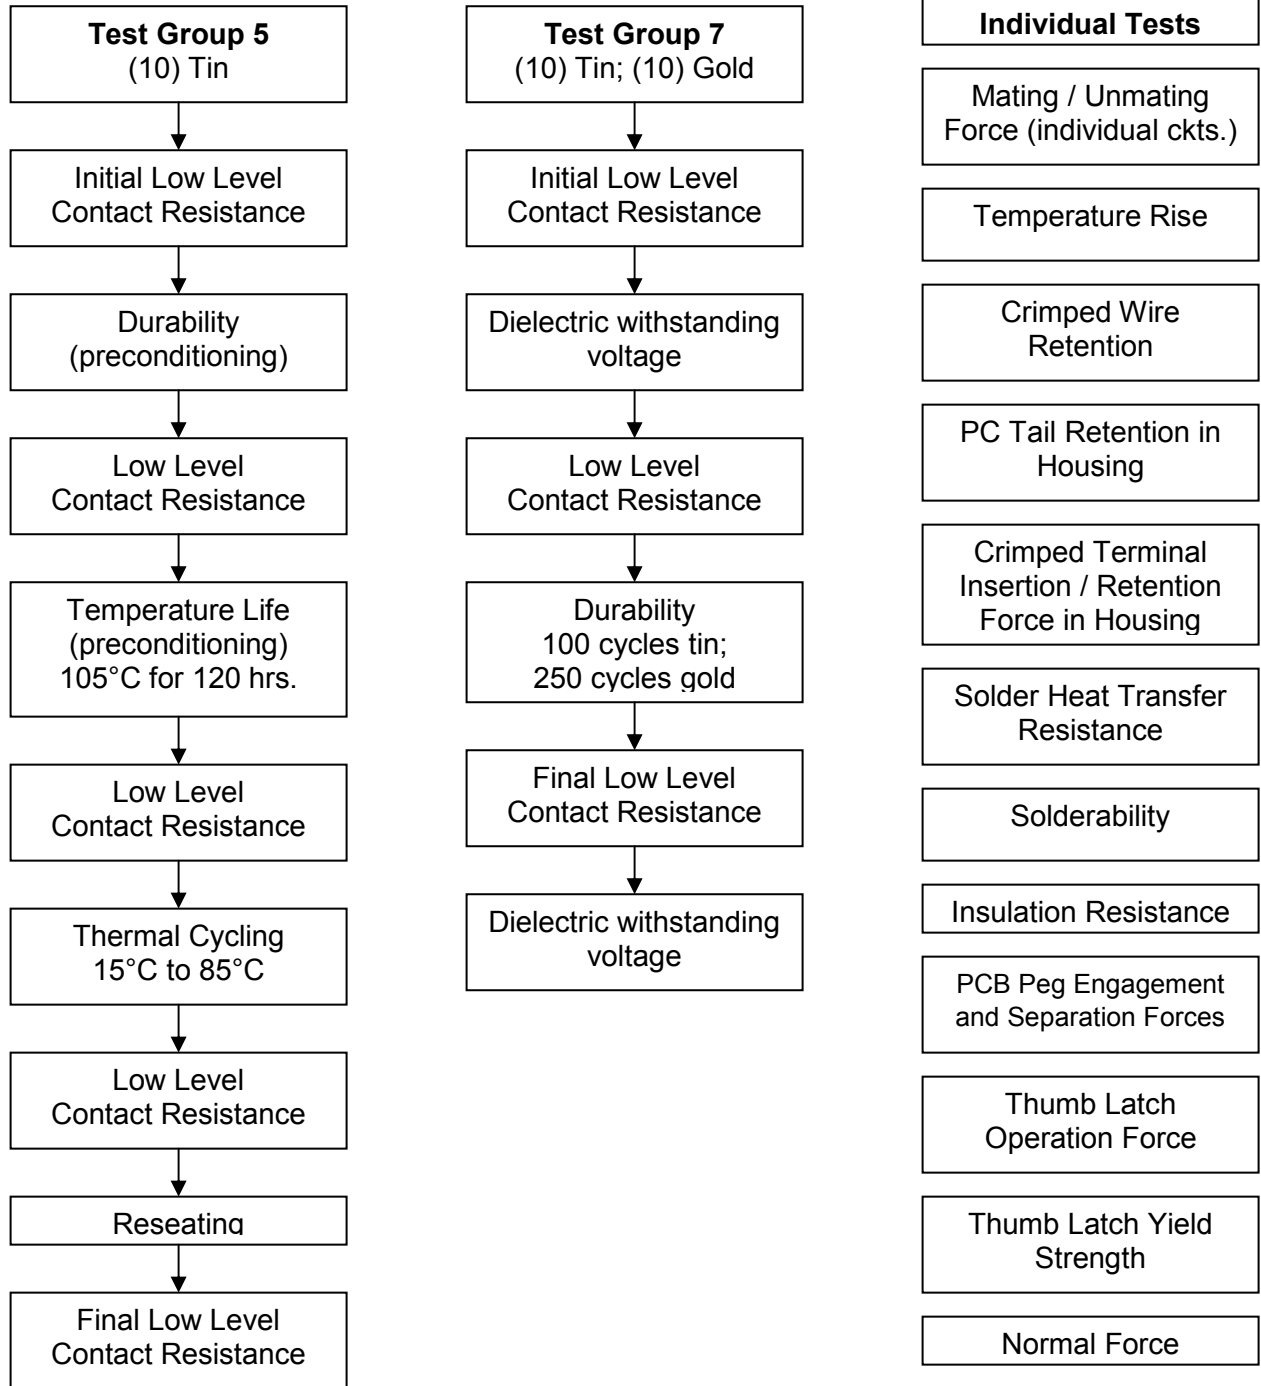 Test Group 5
(10) Tin
Initial Low Level
Contact Resistance
Durability
(preconditioning)
Low Level
Contact Resistance
Temperature Life
(preconditioning)
105°C for 120 hrs.
Low Level
Contact Resistance
Thermal Cycling
15°C to 85°C
Low Level
Contact Resistance
Reseating
Final Low Level
Contact Resistance
Test Group 7
(10) Tin; (10) Gold
Initial Low Level
Contact Resistance
Dielectric withstanding
voltage
Low Level
Contact Resistance
Durability
100 cycles tin;
250 cycles gold
Final Low Level
Contact Resistance
Dielectric withstanding
voltage
Individual Tests
Mating / Unmating
Force (individual ckts.)
Temperature Rise
Crimped Wire
Retention
PC Tail Retention in
Housing
Crimped Terminal
Insertion / Retention
Force in Housing
Solder Heat Transfer
Resistance
Solderability
Insulation Resistance
PCB Peg Engagement
and Separation Forces
Thumb Latch
Operation Force
Thumb Latch Yield
Strength
Normal Force